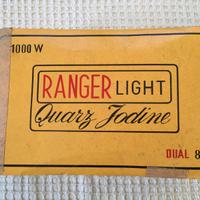 1000 W
RANGER LIGHT
Quarz Jodine
DUAL 8